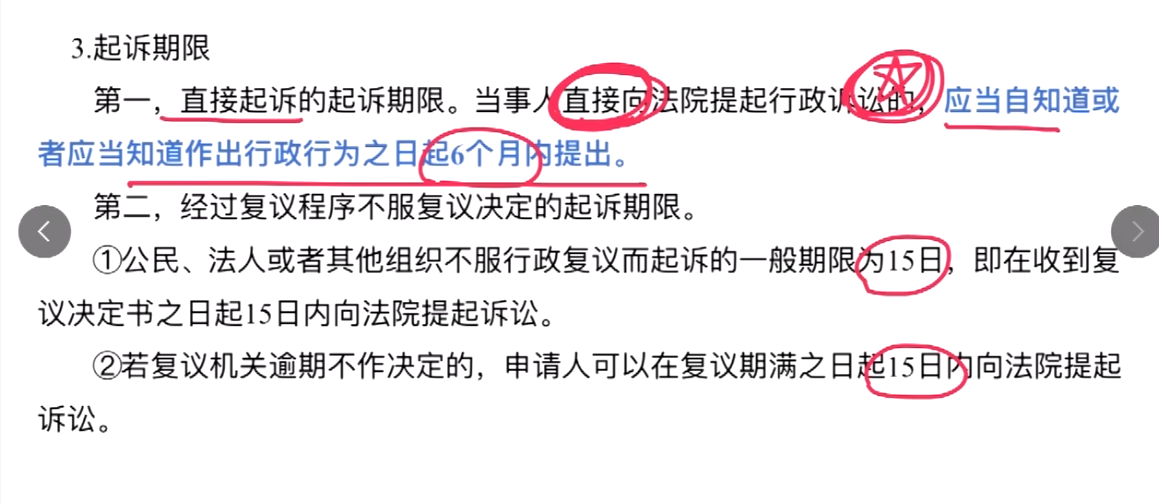 3.起诉期限
第一，直接起诉的起诉期限。当事人直接向法院提起行政诉讼的，应当自知道或
者应当知道作出行政行为之日起6个月内提出。
第二，经过复议程序不服复议决定的起诉期限。
①公民、法人或者其他组织不服行政复议而起诉的一般期限为15日，即在收到复
议决定书之日起15日内向法院提起诉讼。
②若复议机关逾期不作决定的，申请人可以在复议期满之日起15日内向法院提起
诉讼。